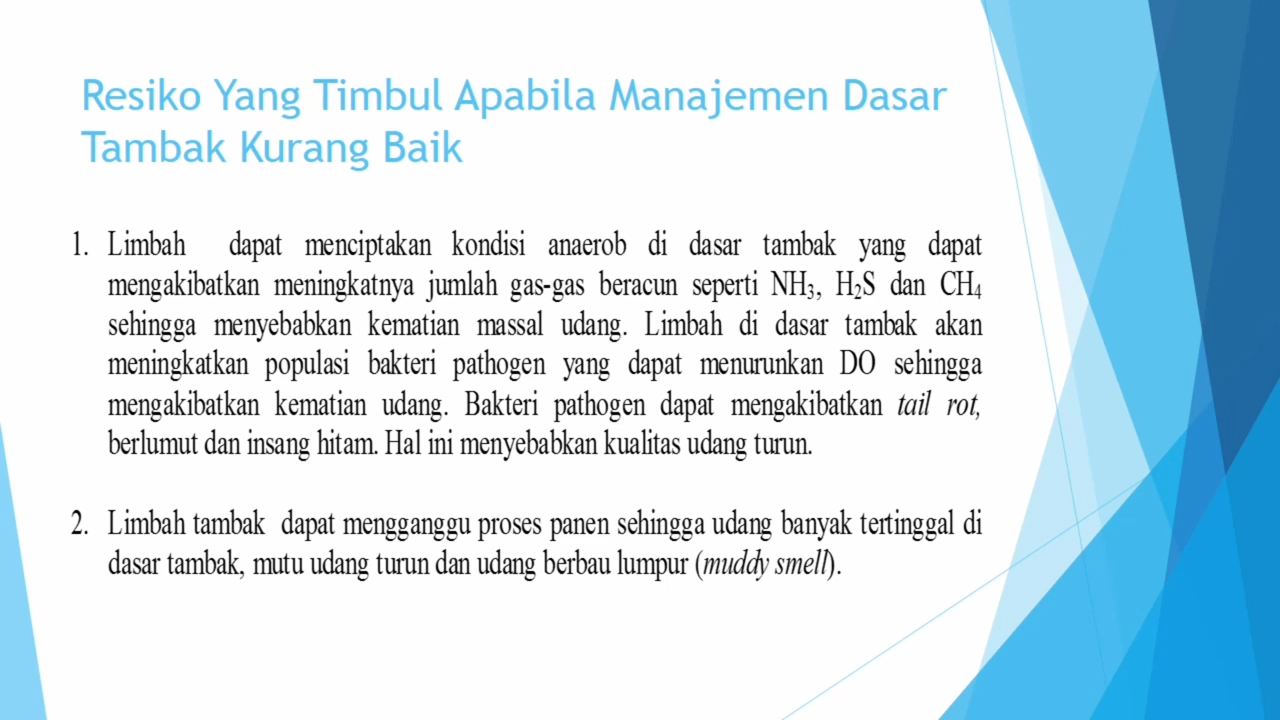 Resiko Yang Timbul Apabila Manajemen Dasar
Tambak Kurang Baik
1. Limbah dapat menciptakan kondisi anaerob di dasar tambak yang dapat
mengakibatkan meningkatnya jumlah gas-gas beracun seperti NH₃, H₂S dan CH₄
sehingga menyebabkan kematian massal udang. Limbah di dasar tambak akan
meningkatkan populasi bakteri pathogen yang dapat menurunkan DO sehingga
mengakibatkan kematian udang. Bakteri pathogen dapat mengakibatkan tail rot,
berlumut dan insang hitam. Hal ini menyebabkan kualitas udang turun.
2. Limbah tambak dapat mengganggu proses panen sehingga udang banyak tertinggal di
dasar tambak, mutu udang turun dan udang berbau lumpur (muddy smell).